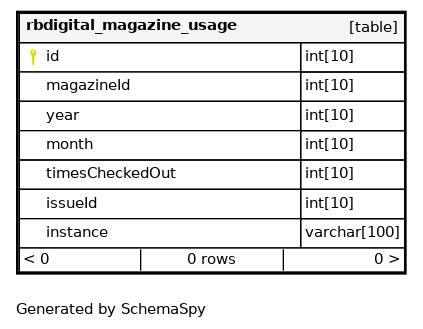 rbdigital_magazine_usage [table]
id int[10]
magazineId int[10]
year int[10]
month int[10]
timesCheckedOut int[10]
issueId int[10]
instance varchar[100]
< 0 0 rows 0 >
Generated by SchemaSpy